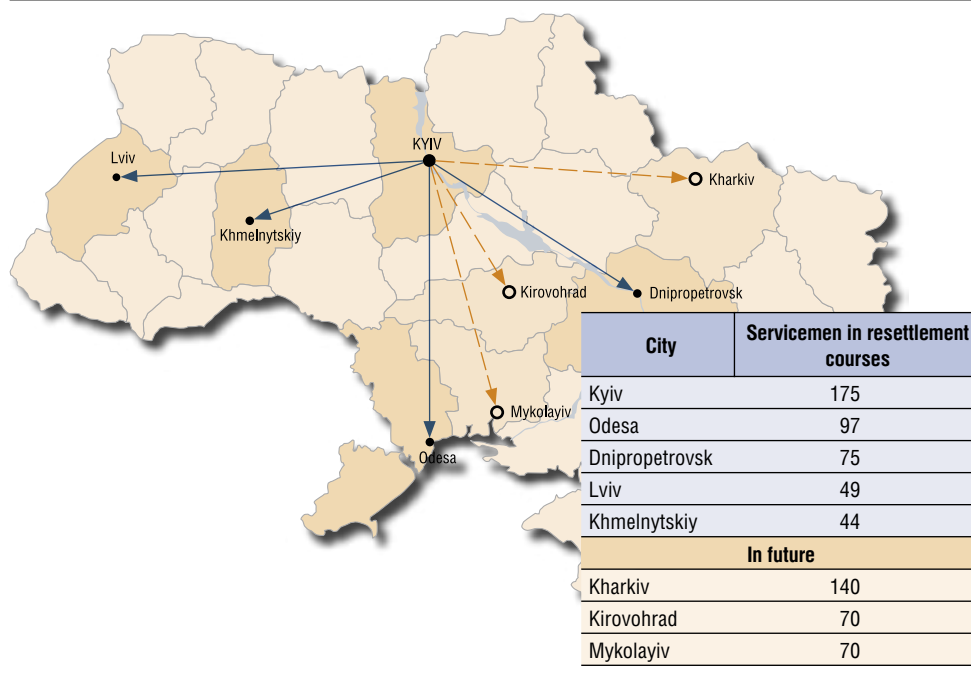 KYIV
Lviv
Kharkiv
Khmelnytskiy
Kirovohrad
Dnipropetrovsk
Mykolayiv
Odesa
City
Servicemen in resettlement
courses
Kyiv 175
Odesa 97
Dnipropetrovsk 75
Lviv 49
Khmelnytskiy 44
In future
Kharkiv 140
Kirovohrad 70
Mykolayiv 70